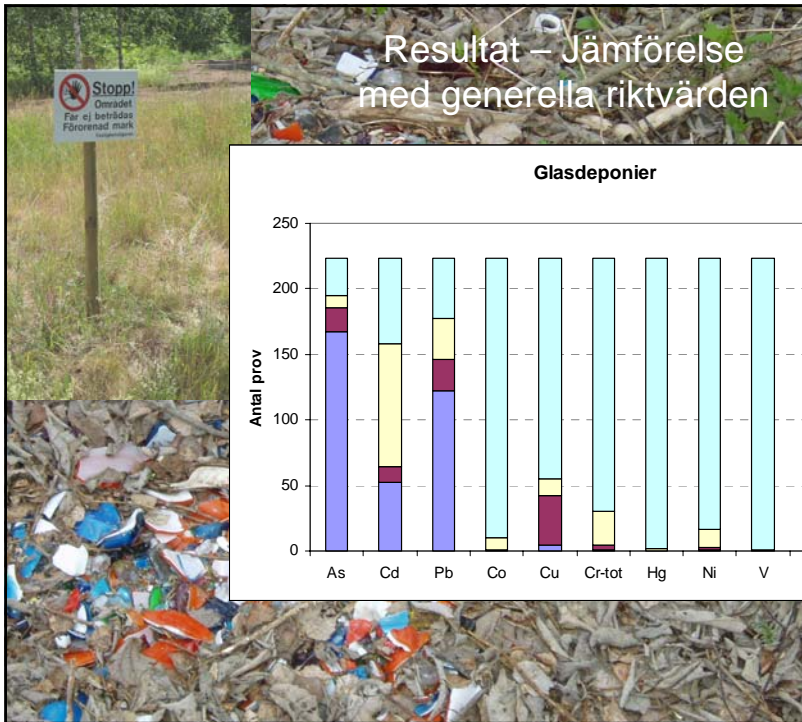 Resultat – Jämförelse
med generella riktvärden
Stopp!
Området
Får ej beträdas
Förorenad mark
Glasdeponier
250
200
150
100
50
0
Antal prov
As Cd Pb Co Cu Cr-tot Hg Ni V